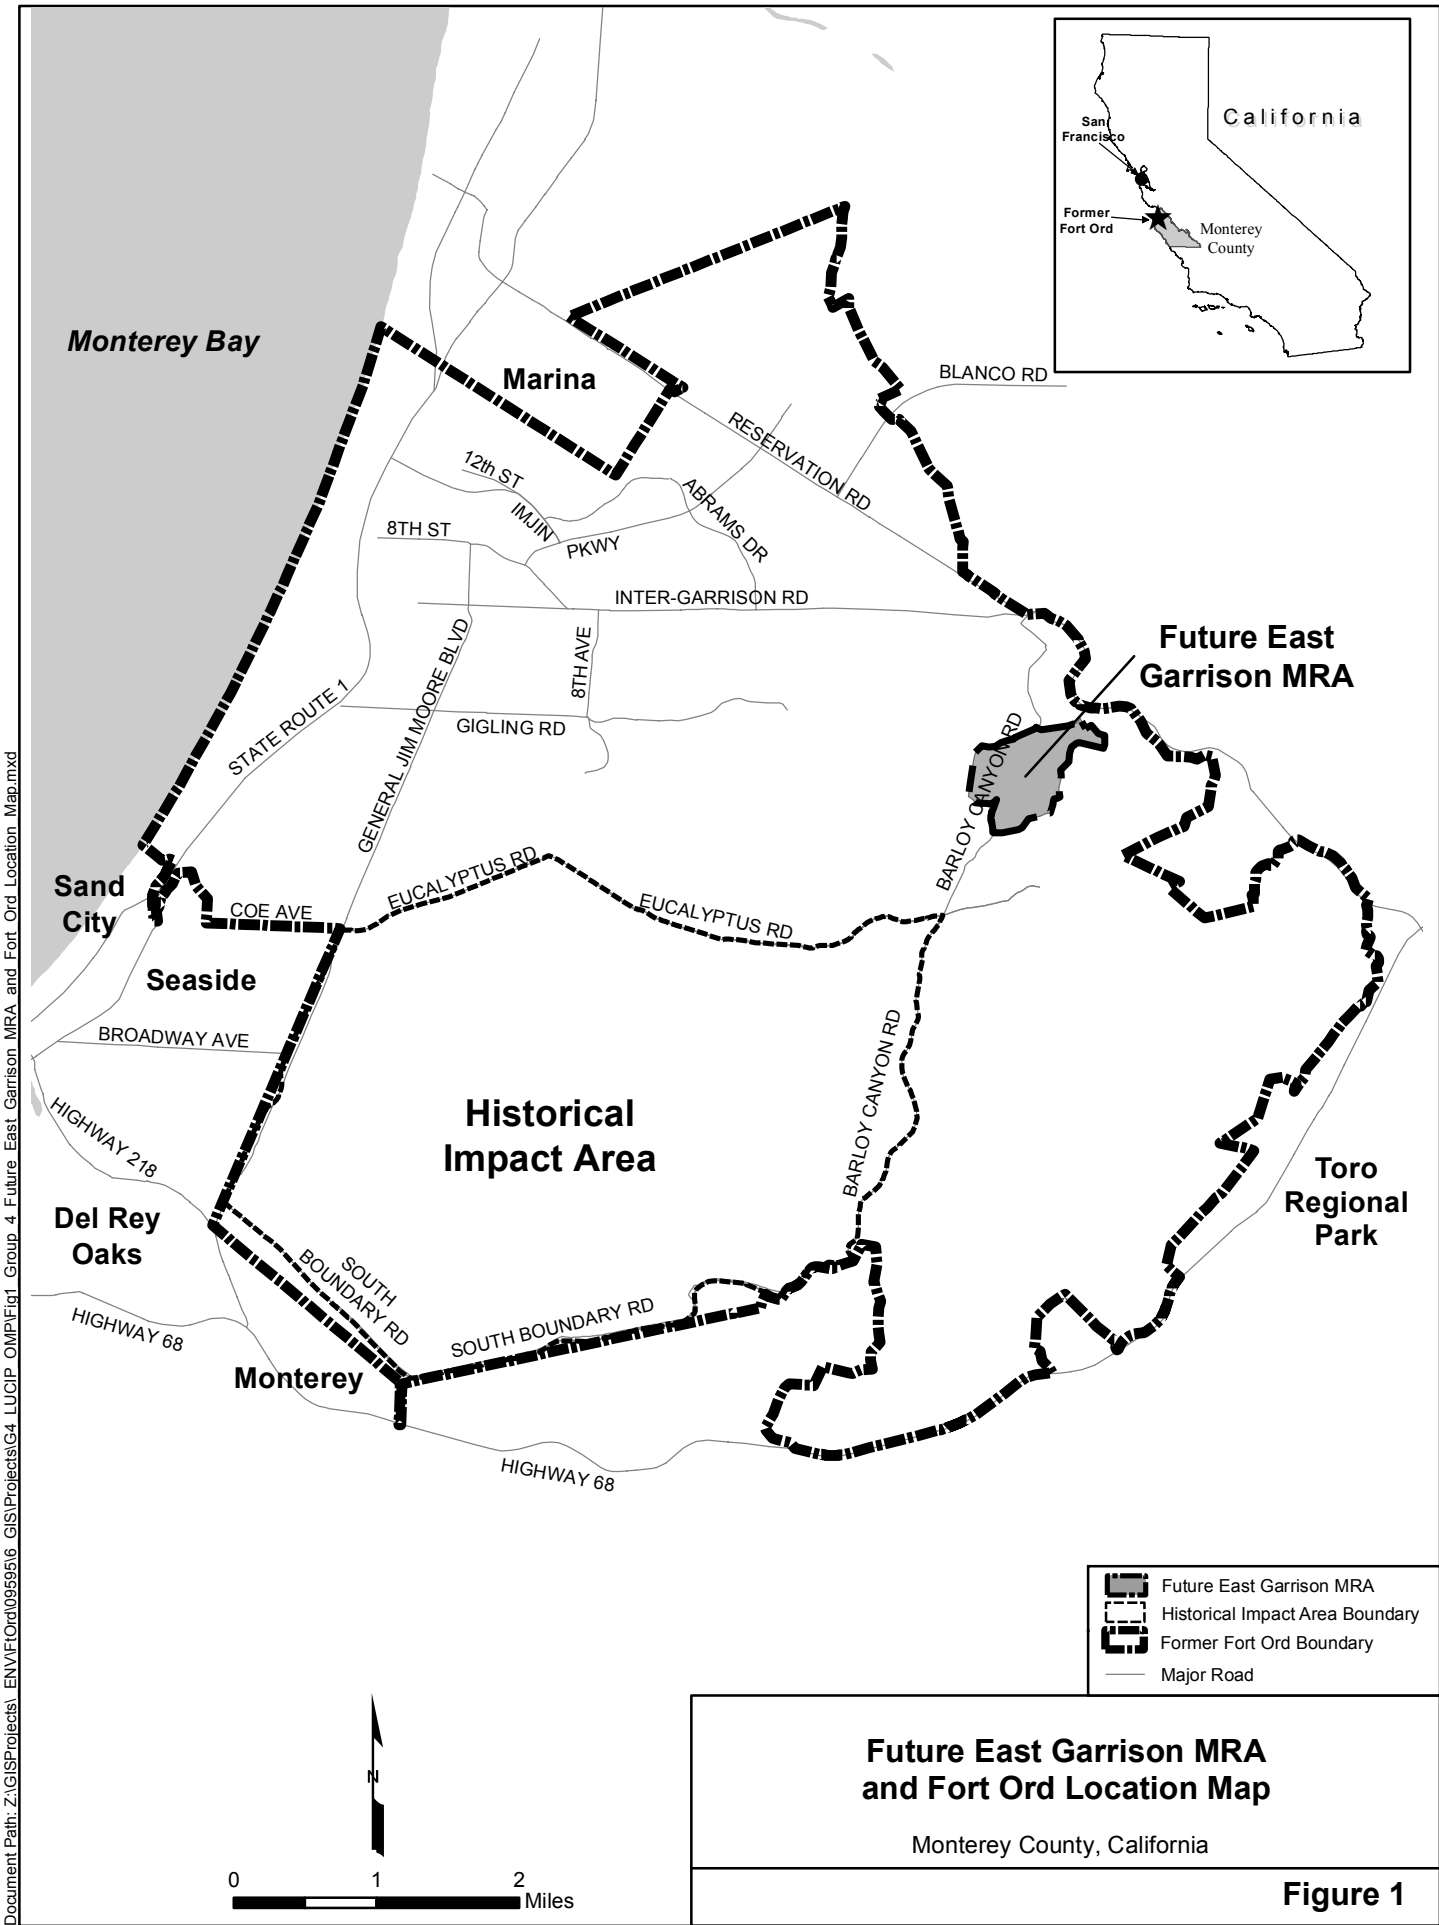 California
San
Francisco
Former
Fort Ord
Monterey
County
Monterey Bay
Marina
BLANCO RD
RESERVATION RD
12th ST
IMJIN
PKWY
ABRAMS DR
8TH ST
INTER-GARRISON RD
8TH AVE
GENERAL JIM MOORE BLVD
STATE ROUTE 1
GIGLING RD
Future East
Garrison MRA
BARLOY CANYON RD
Sand
City
COE AVE
EUCALYPTUS RD
EUCALYPTUS RD
Seaside
BROADWAY AVE
HIGHWAY 218
Historical
Impact Area
BARLOY CANYON RD
Toro
Regional
Park
Del Rey
Oaks
SOUTH
BOUNDARY RD
SOUTH BOUNDARY RD
HIGHWAY 68
Monterey
HIGHWAY 68
Future East Garrison MRA
Historical Impact Area Boundary
Former Fort Ord Boundary
Major Road
N
0 1 2
Miles
Future East Garrison MRA
and Fort Ord Location Map
Monterey County, California
Figure 1
Document Path: Z:\GISProjects\_ENV\FtOrd\09595\6_GIS\Projects\G4_LUCIP_OMP\Fig1_Group_4_Future_East_Garrison_MRA_and_Fort_Ord_Location_Map.mxd